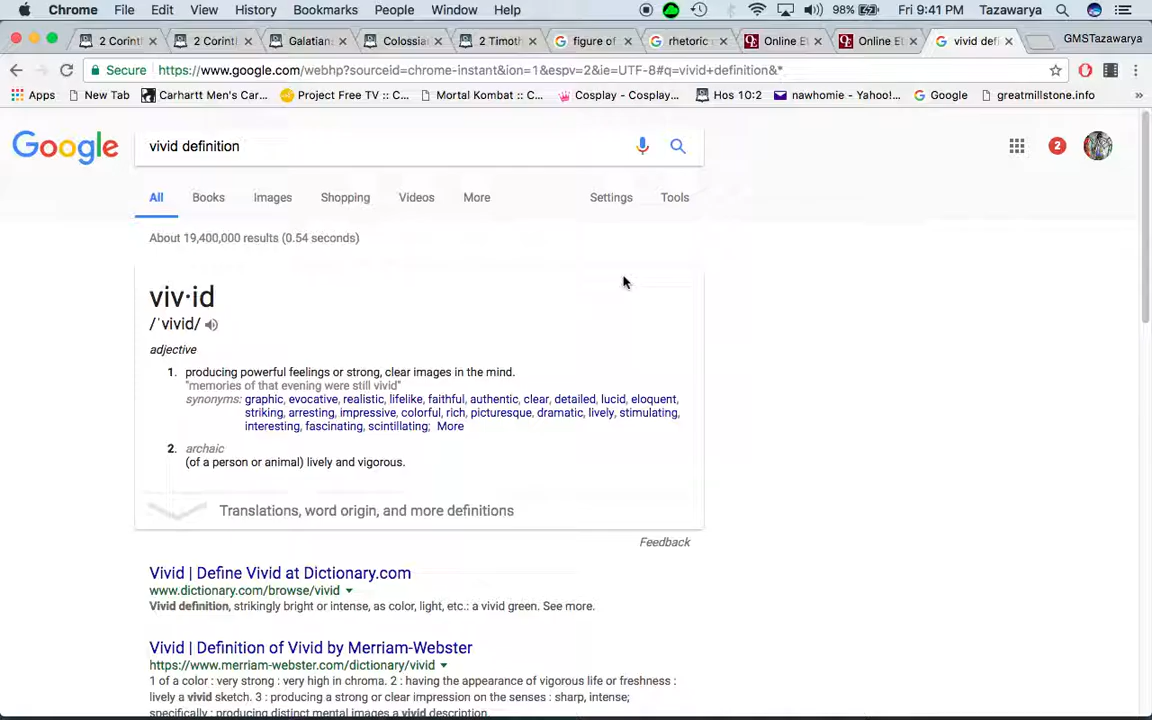 Chrome File Edit View History Bookmarks People Window Help 98% Fri 9:41 PM Tazawarya
2 Corint 2 Corint Galatian: Colossia 2 Timoth figure of rhetoric Online Et Online Et vivid defi GMSTazawarya
Secure https://www.google.com/webhp?sourceid=chrome-instant&ion=1&espv=2&ie=UTF-8#q=vivid+definition&*
Apps New Tab Carhartt Men's Car... Project Free TV :: C... Mortal Kombat :: C... Cosplay - Cosplay... Hos 10:2 nawhomie - Yahoo!... Google greatmillstone.info »
Google vivid definition 2
All Books Images Shopping Videos More Settings Tools
About 19,400,000 results (0.54 seconds)
viv·id
/ˈvivid/
adjective
1. producing powerful feelings or strong, clear images in the mind.
"memories of that evening were still vivid"
synonyms: graphic, evocative, realistic, lifelike, faithful, authentic, clear, detailed, lucid, eloquent,
striking, arresting, impressive, colorful, rich, picturesque, dramatic, lively, stimulating,
interesting, fascinating, scintillating; More
2. archaic
(of a person or animal) lively and vigorous.
Translations, word origin, and more definitions
Feedback
Vivid | Define Vivid at Dictionary.com
www.dictionary.com/browse/vivid
Vivid definition, strikingly bright or intense, as color, light, etc.: a vivid green. See more.
Vivid | Definition of Vivid by Merriam-Webster
https://www.merriam-webster.com/dictionary/vivid
1 of a color : very strong : very high in chroma. 2 : having the appearance of vigorous life or freshness :
lively a vivid sketch. 3 : producing a strong or clear impression on the senses : sharp, intense;
specifically : producing distinct mental images a vivid description.